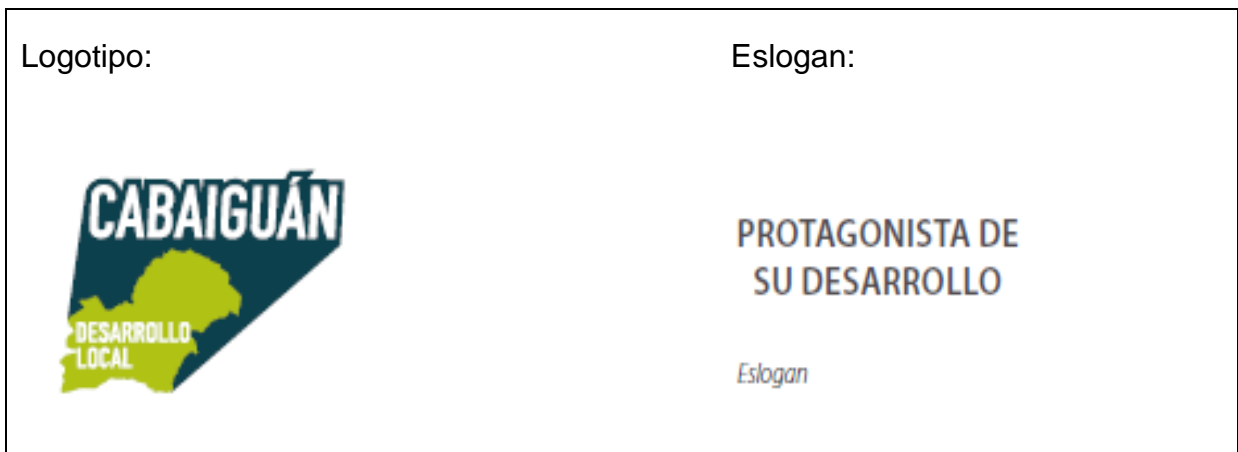 Logotipo:
Eslogan:
CABAIGUÁN
DESARROLLO
LOCAL
PROTAGONISTA DE
SU DESARROLLO
Eslogan